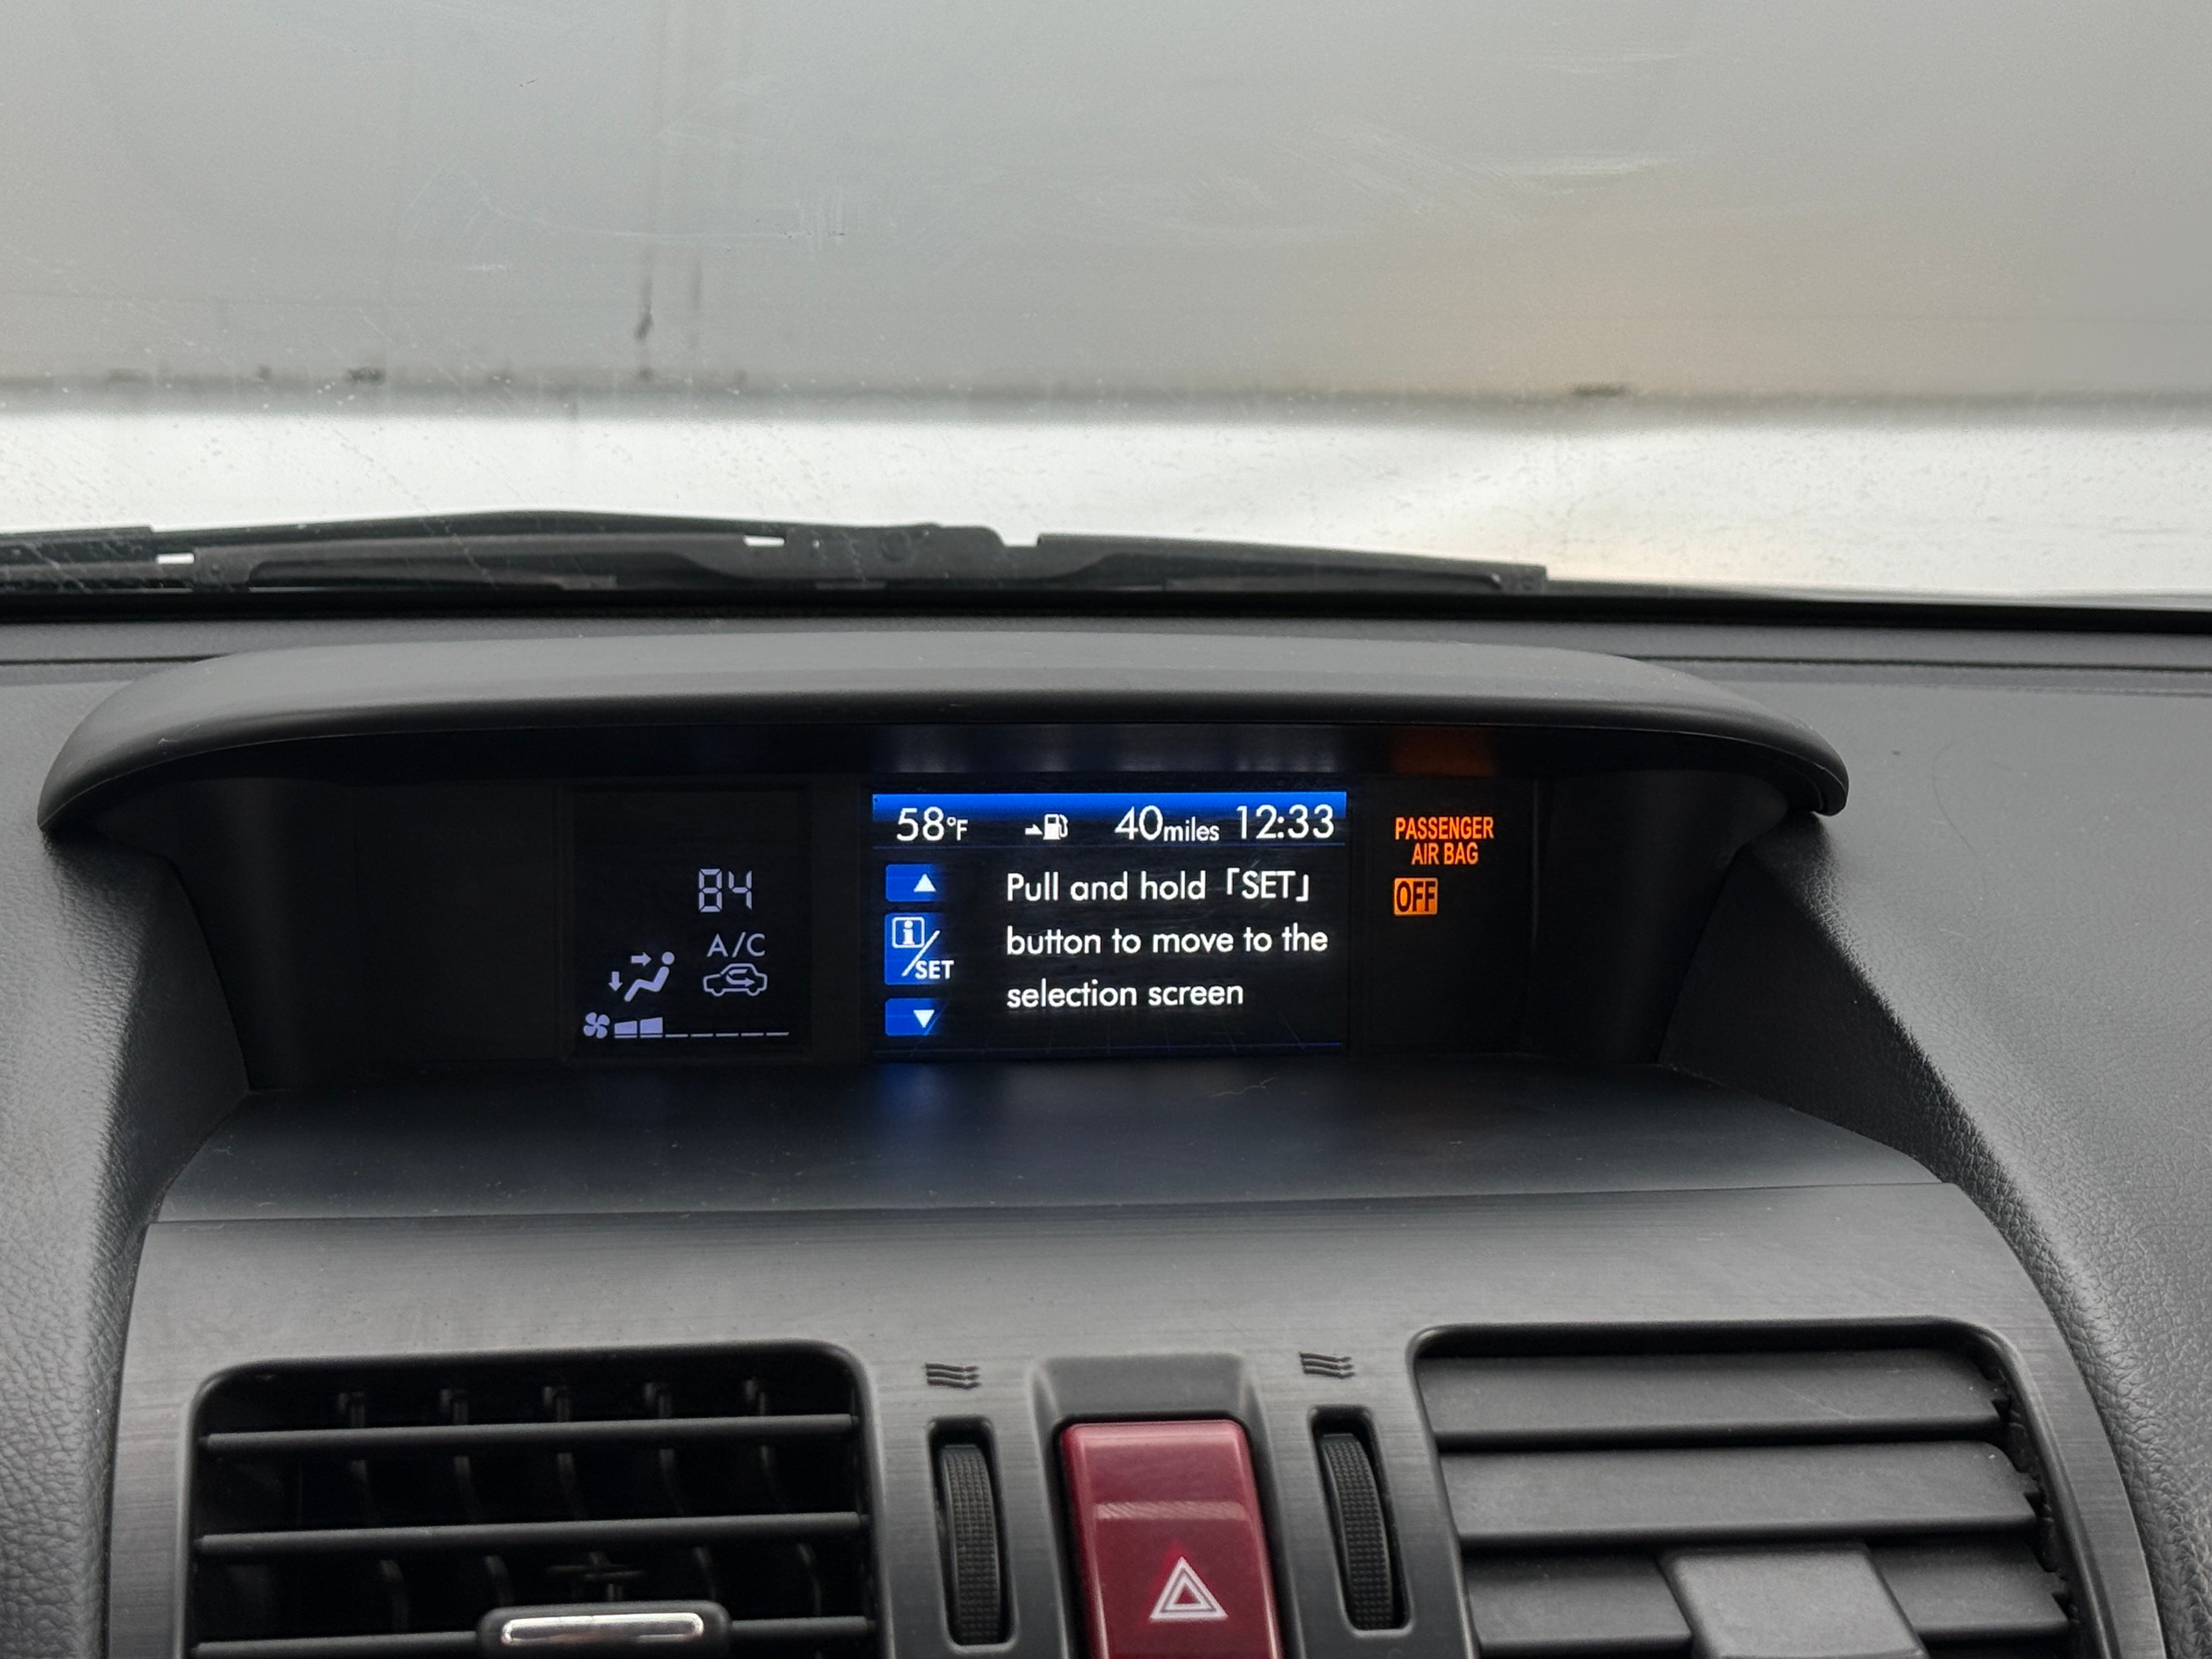 58°F 40miles 12:33
84
A/C
Pull and hold「SET」
button to move to the
selection screen
i/SET
PASSENGER
AIR BAG
OFF